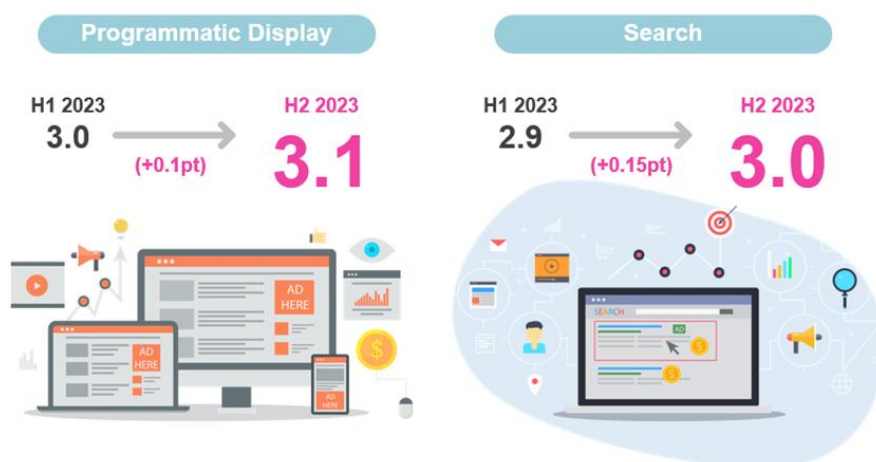 Programmatic Display
H1 2023
3.0
(+0.1pt)
H2 2023
3.1
AD
HERE
AD
HERE
AD
HERE
Search
H1 2023
2.9
(+0.15pt)
H2 2023
3.0
SEARCH
AD